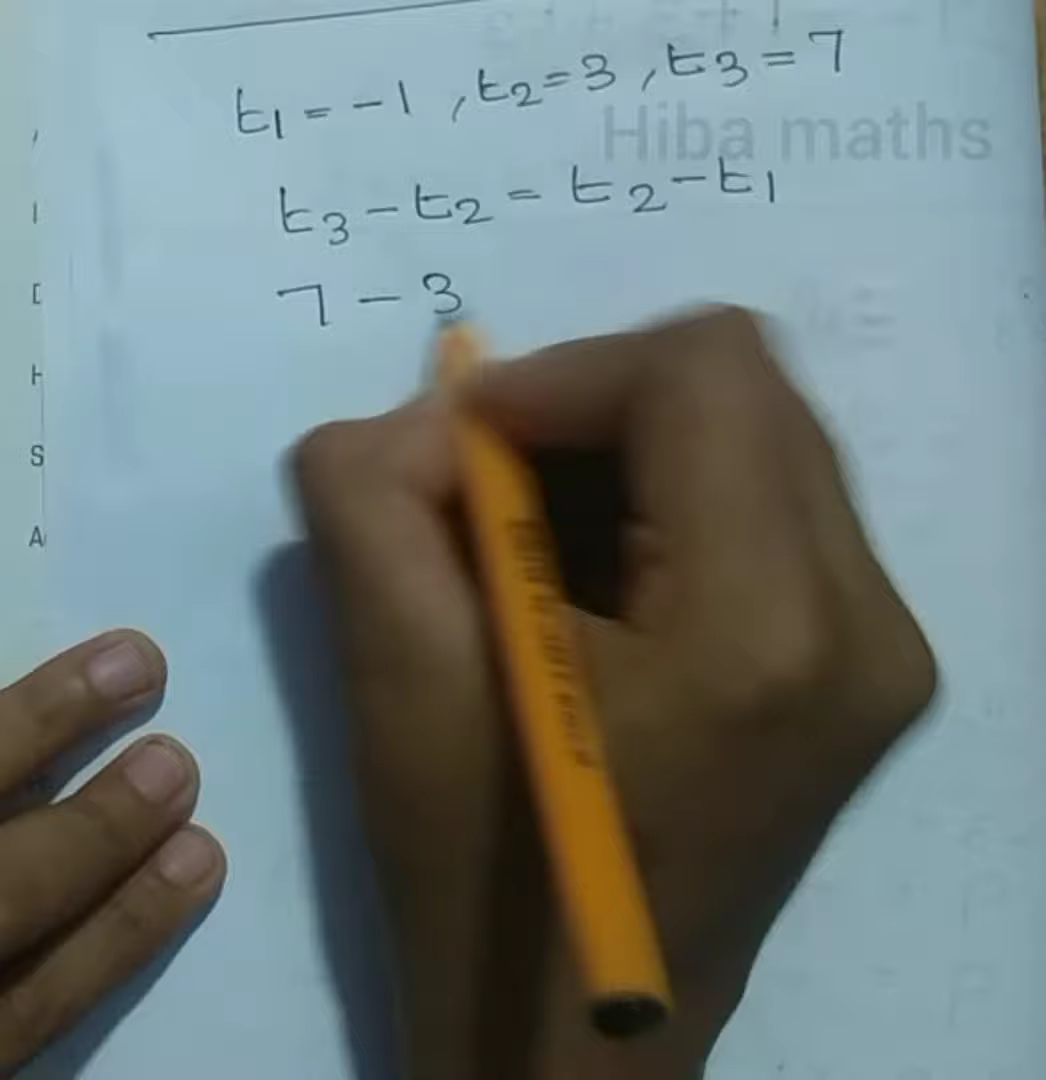 t1 = -1, t2 = 3, t3 = 7
Hiba maths
t3 - t2 = t2 - t1
7 - 3